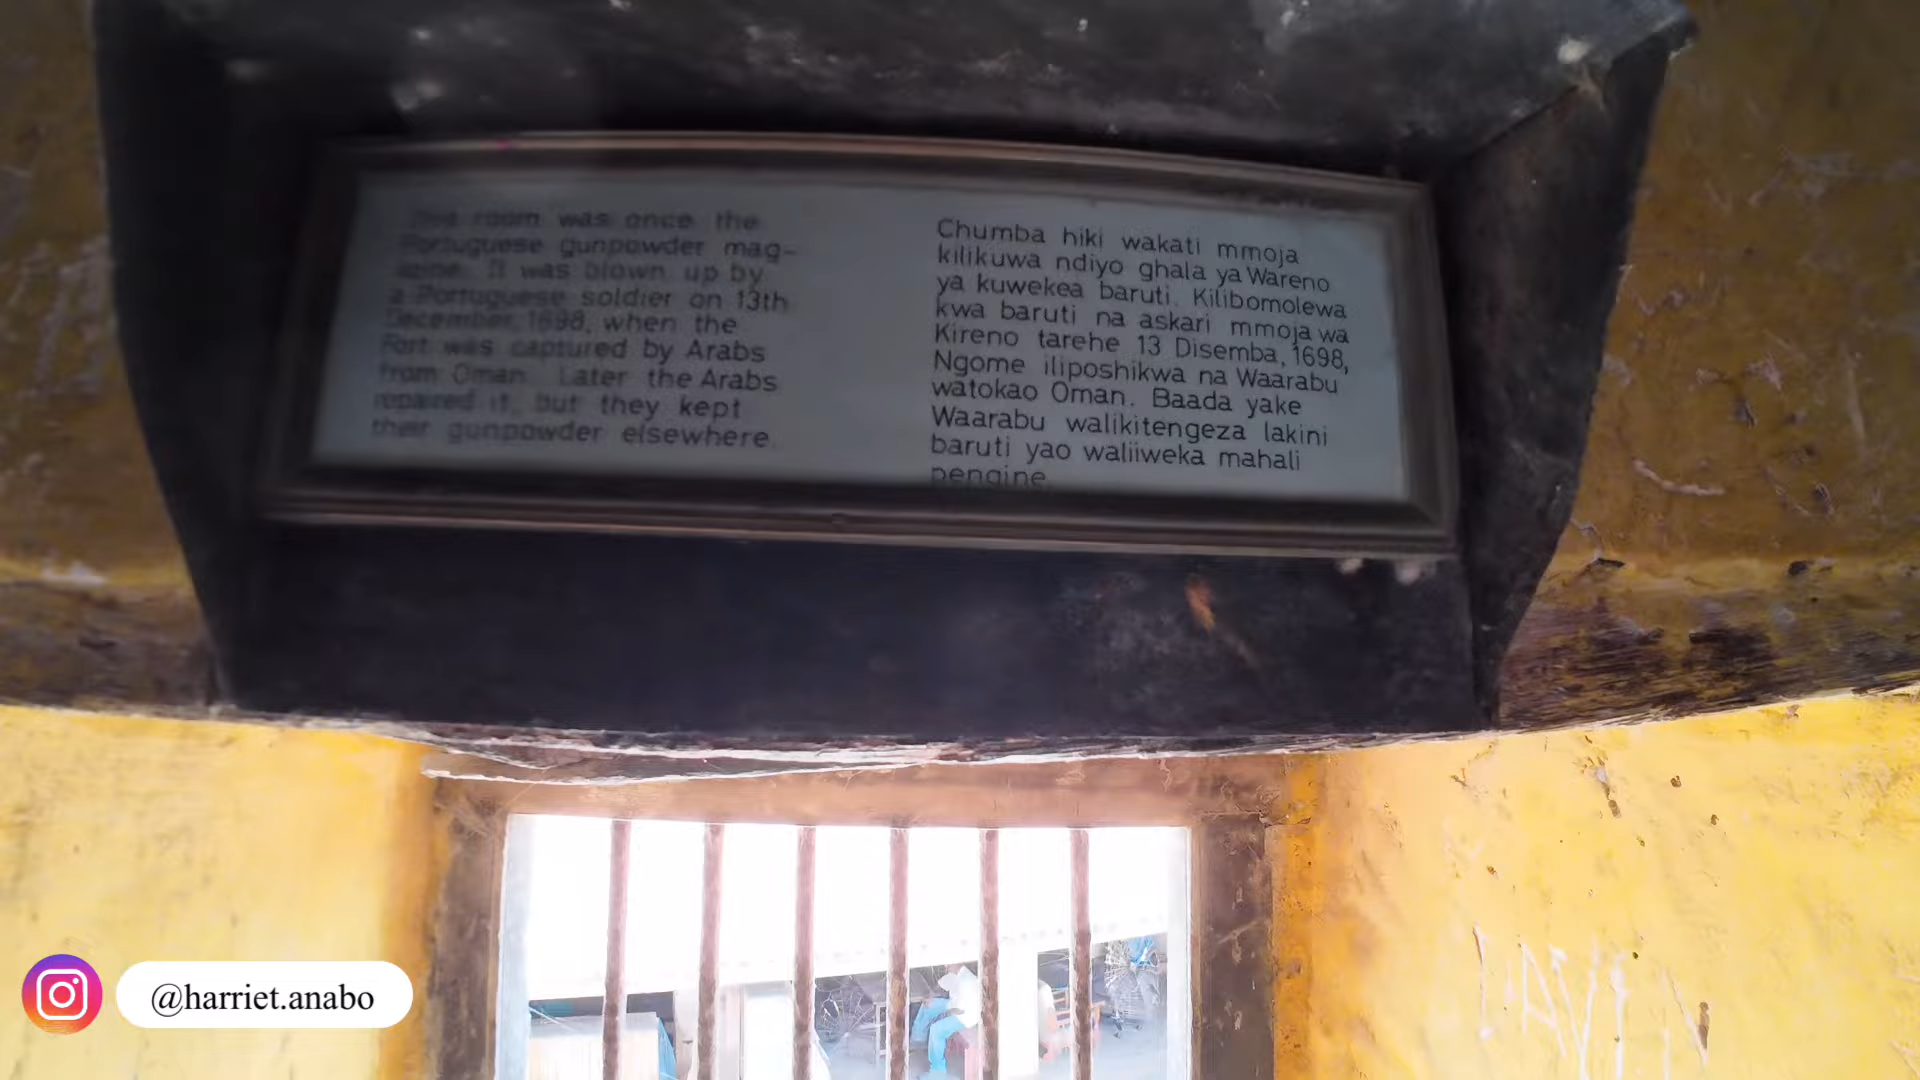 This room was once the
Portuguese gunpowder mag-
azine. It was blown up by
a Portuguese soldier on 13th
December, 1698, when the
Fort was captured by Arabs
from Oman. Later the Arabs
repaired it, but they kept
their gunpowder elsewhere.
Chumba hiki wakati mmoja
kilikuwa ndiyo ghala ya Wareno
ya kuwekea baruti. Kilibomolewa
kwa baruti na askari mmoja wa
Kireno tarehe 13 Disemba, 1698,
Ngome iliposhikwa na Waarabu
watokao Oman. Baada yake
Waarabu walikitengeza lakini
baruti yao waliiweka mahali
pengine.
@harriet.anabo